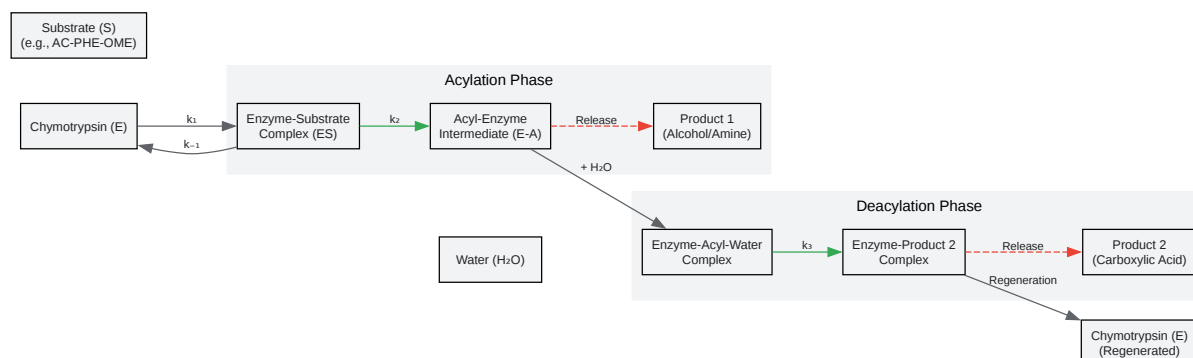 Substrate (S)
(e.g., AC-PHE-OME)
Acylation Phase
Chymotrypsin (E)
k₁
k₋₁
Enzyme-Substrate
Complex (ES)
k₂
Acyl-Enzyme
Intermediate (E-A)
Release
Product 1
(Alcohol/Amine)
+ H₂O
Deacylation Phase
Water (H₂O)
Enzyme-Acyl-Water
Complex
k₃
Enzyme-Product 2
Complex
Release
Product 2
(Carboxylic Acid)
Regeneration
Chymotrypsin (E)
(Regenerated)